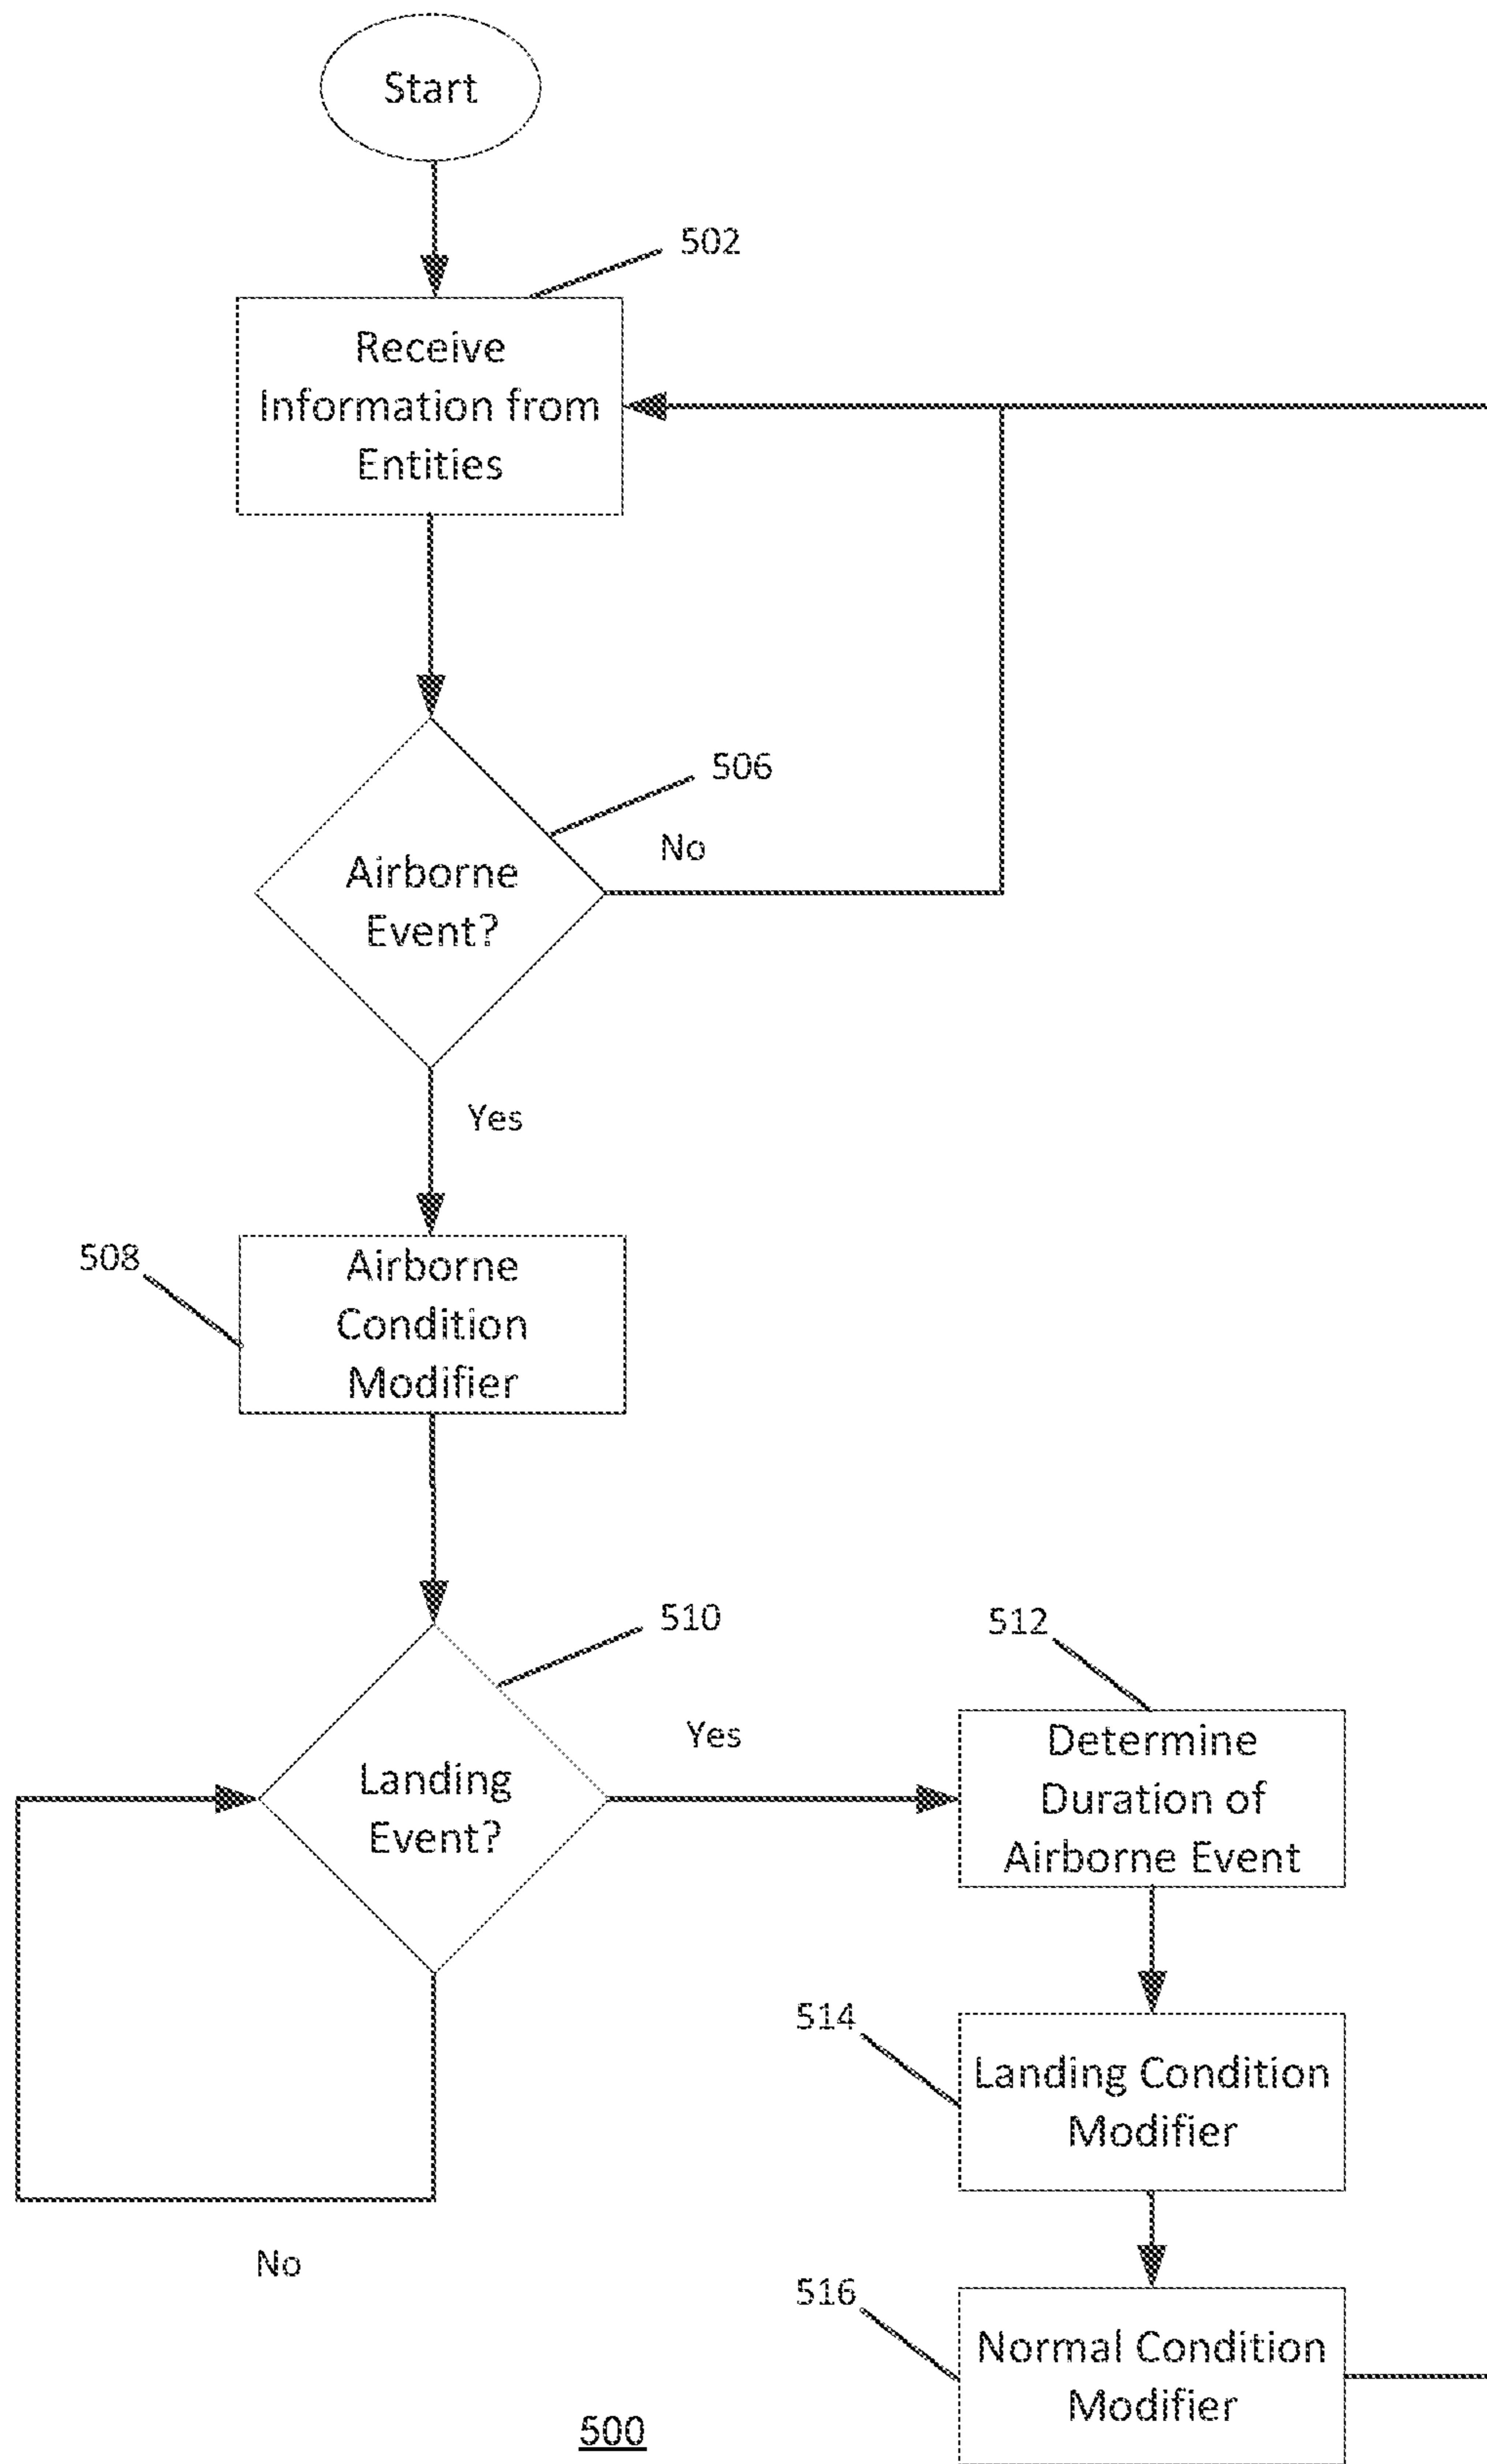 Start
502
Receive
Information from
Entities
506
No
Airborne
Event?
Yes
508
Airborne
Condition
Modifier
510
512
Yes
Determine
Duration of
Airborne Event
Landing
Event?
514
Landing Condition
Modifier
No
516
Normal Condition
Modifier
500